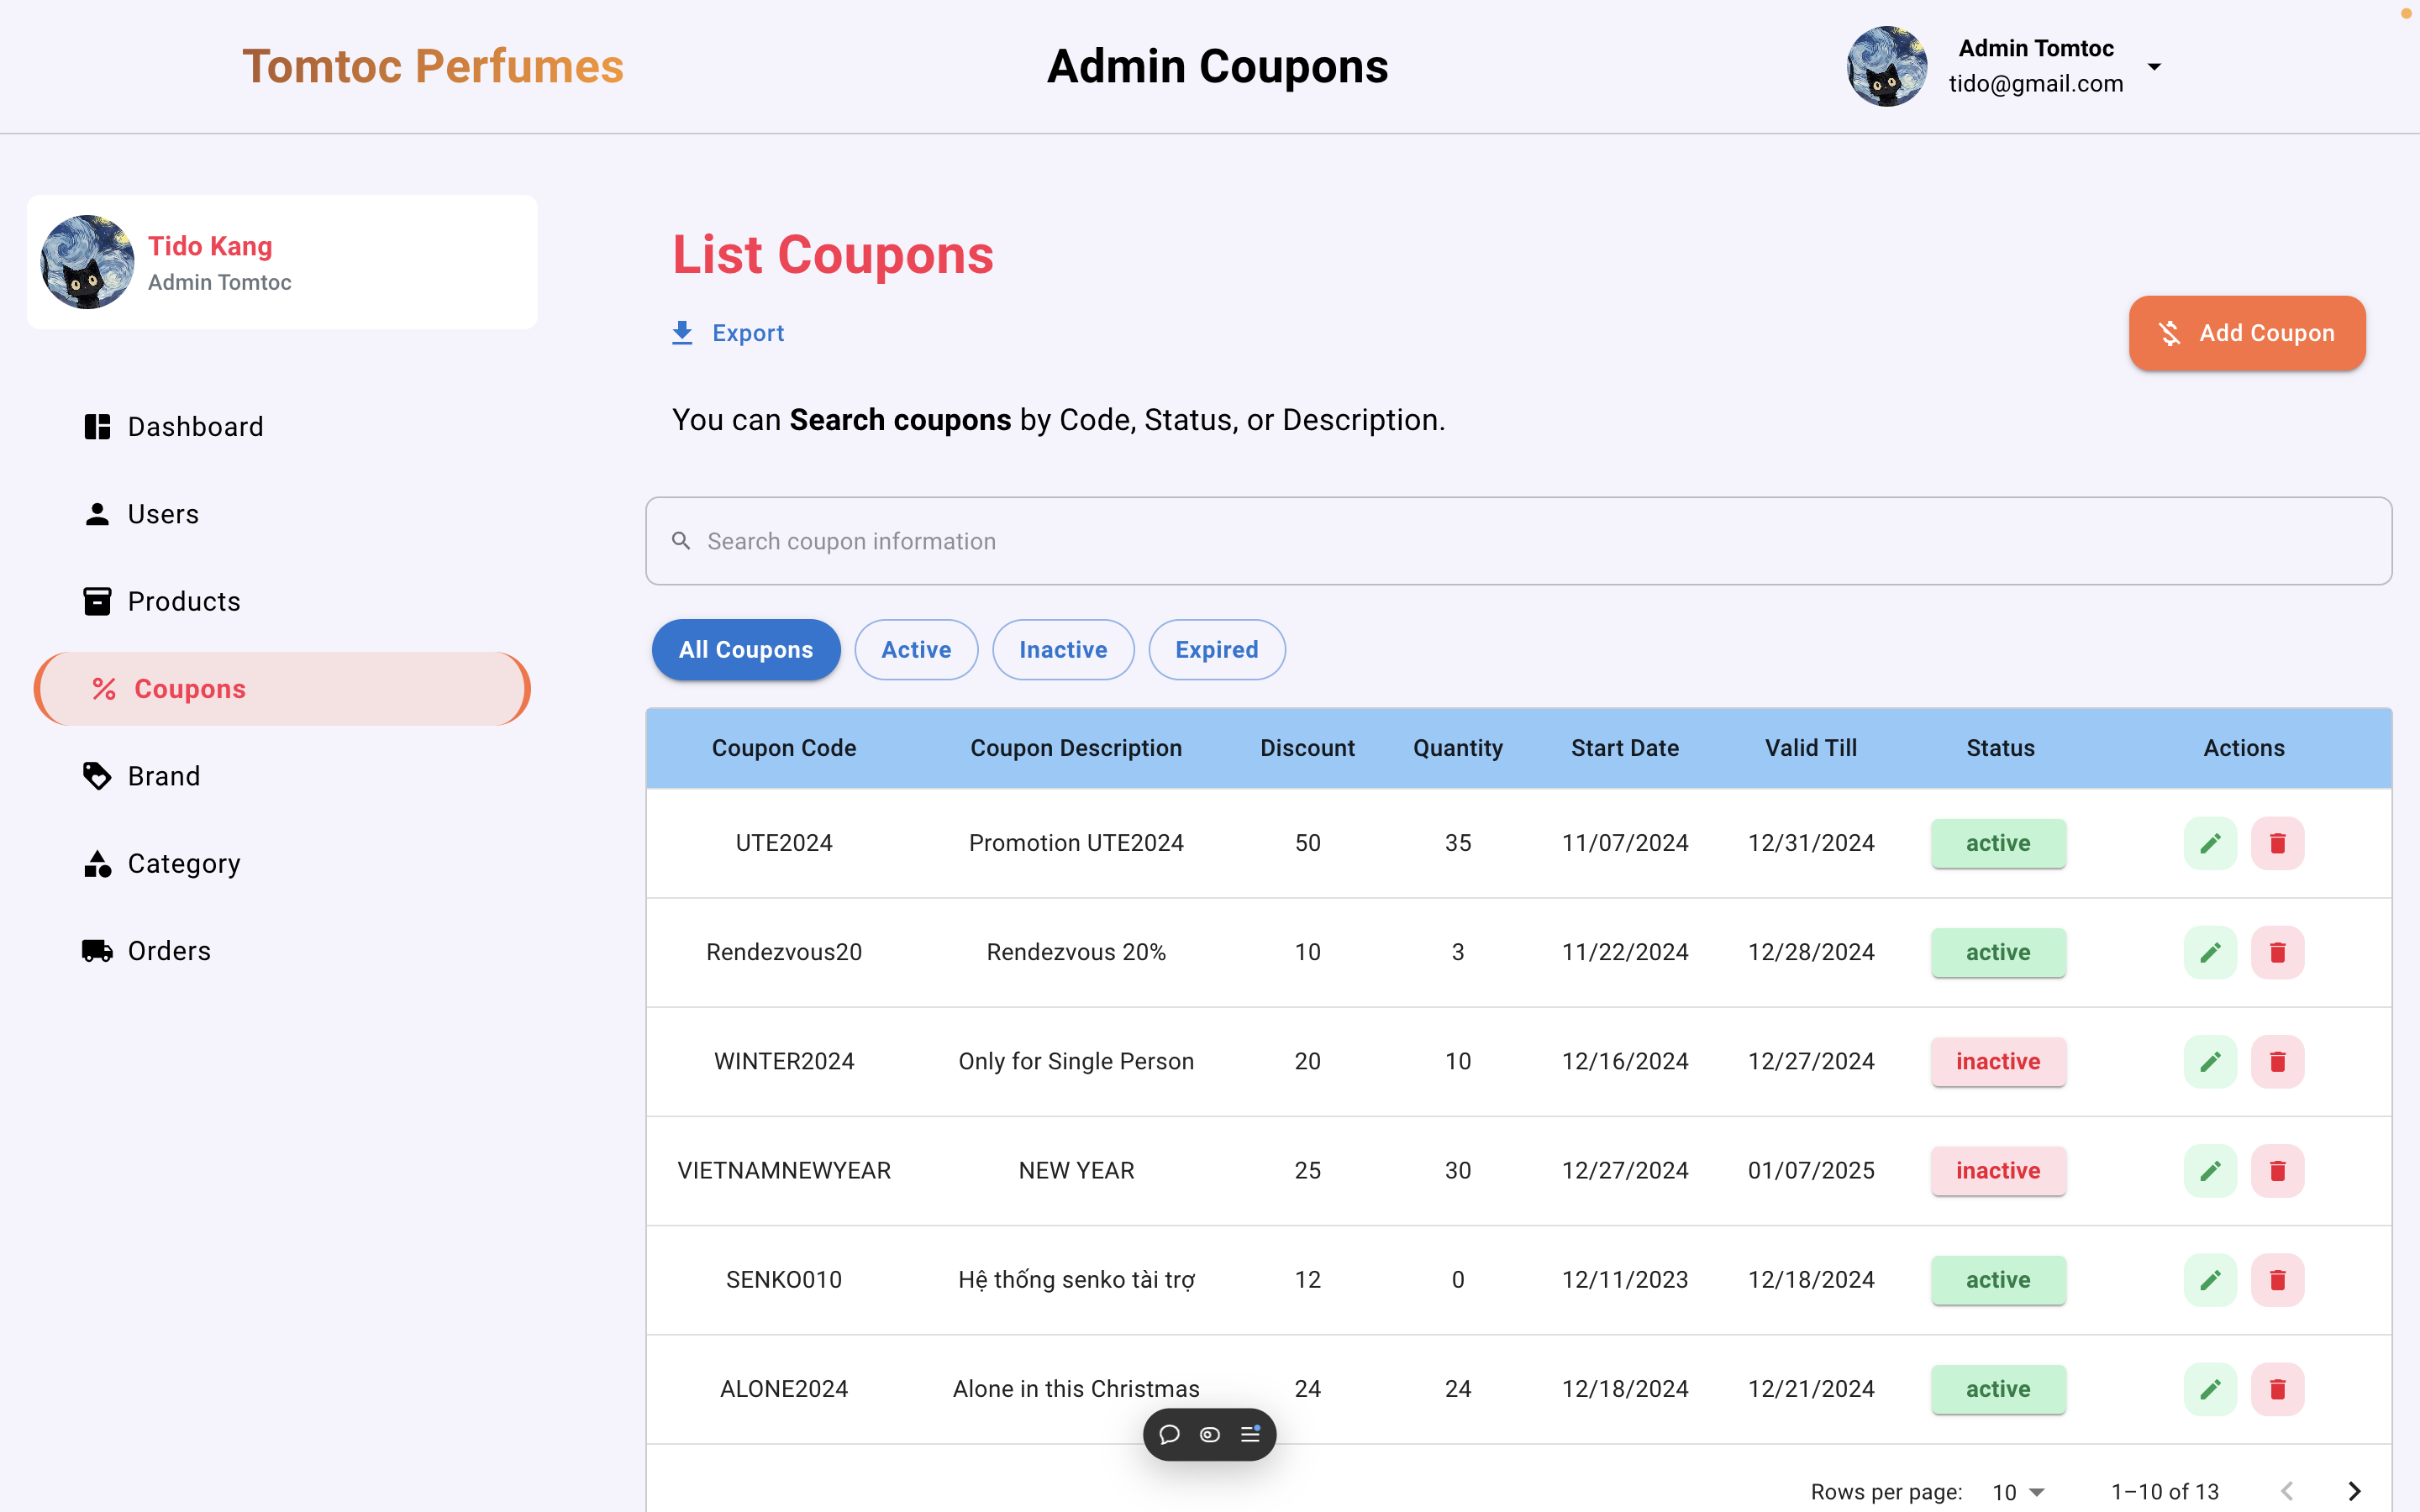 Tomtoc Perfumes
Admin Coupons
Admin Tomtoc
tido@gmail.com
Tido Kang
Admin Tomtoc
Dashboard
Users
Products
Coupons
Brand
Category
Orders
List Coupons
Export
Add Coupon
You can Search coupons by Code, Status, or Description.
Search coupon information
All Coupons Active Inactive Expired
Coupon Code Coupon Description Discount Quantity Start Date Valid Till Status Actions
UTE2024 Promotion UTE2024 50 35 11/07/2024 12/31/2024 active
Rendezvous20 Rendezvous 20% 10 3 11/22/2024 12/28/2024 active
WINTER2024 Only for Single Person 20 10 12/16/2024 12/27/2024 inactive
VIETNAMNEWYEAR NEW YEAR 25 30 12/27/2024 01/07/2025 inactive
SENKO010 Hệ thống senko tài trợ 12 0 12/11/2023 12/18/2024 active
ALONE2024 Alone in this Christmas 24 24 12/18/2024 12/21/2024 active
Rows per page: 10 1–10 of 13